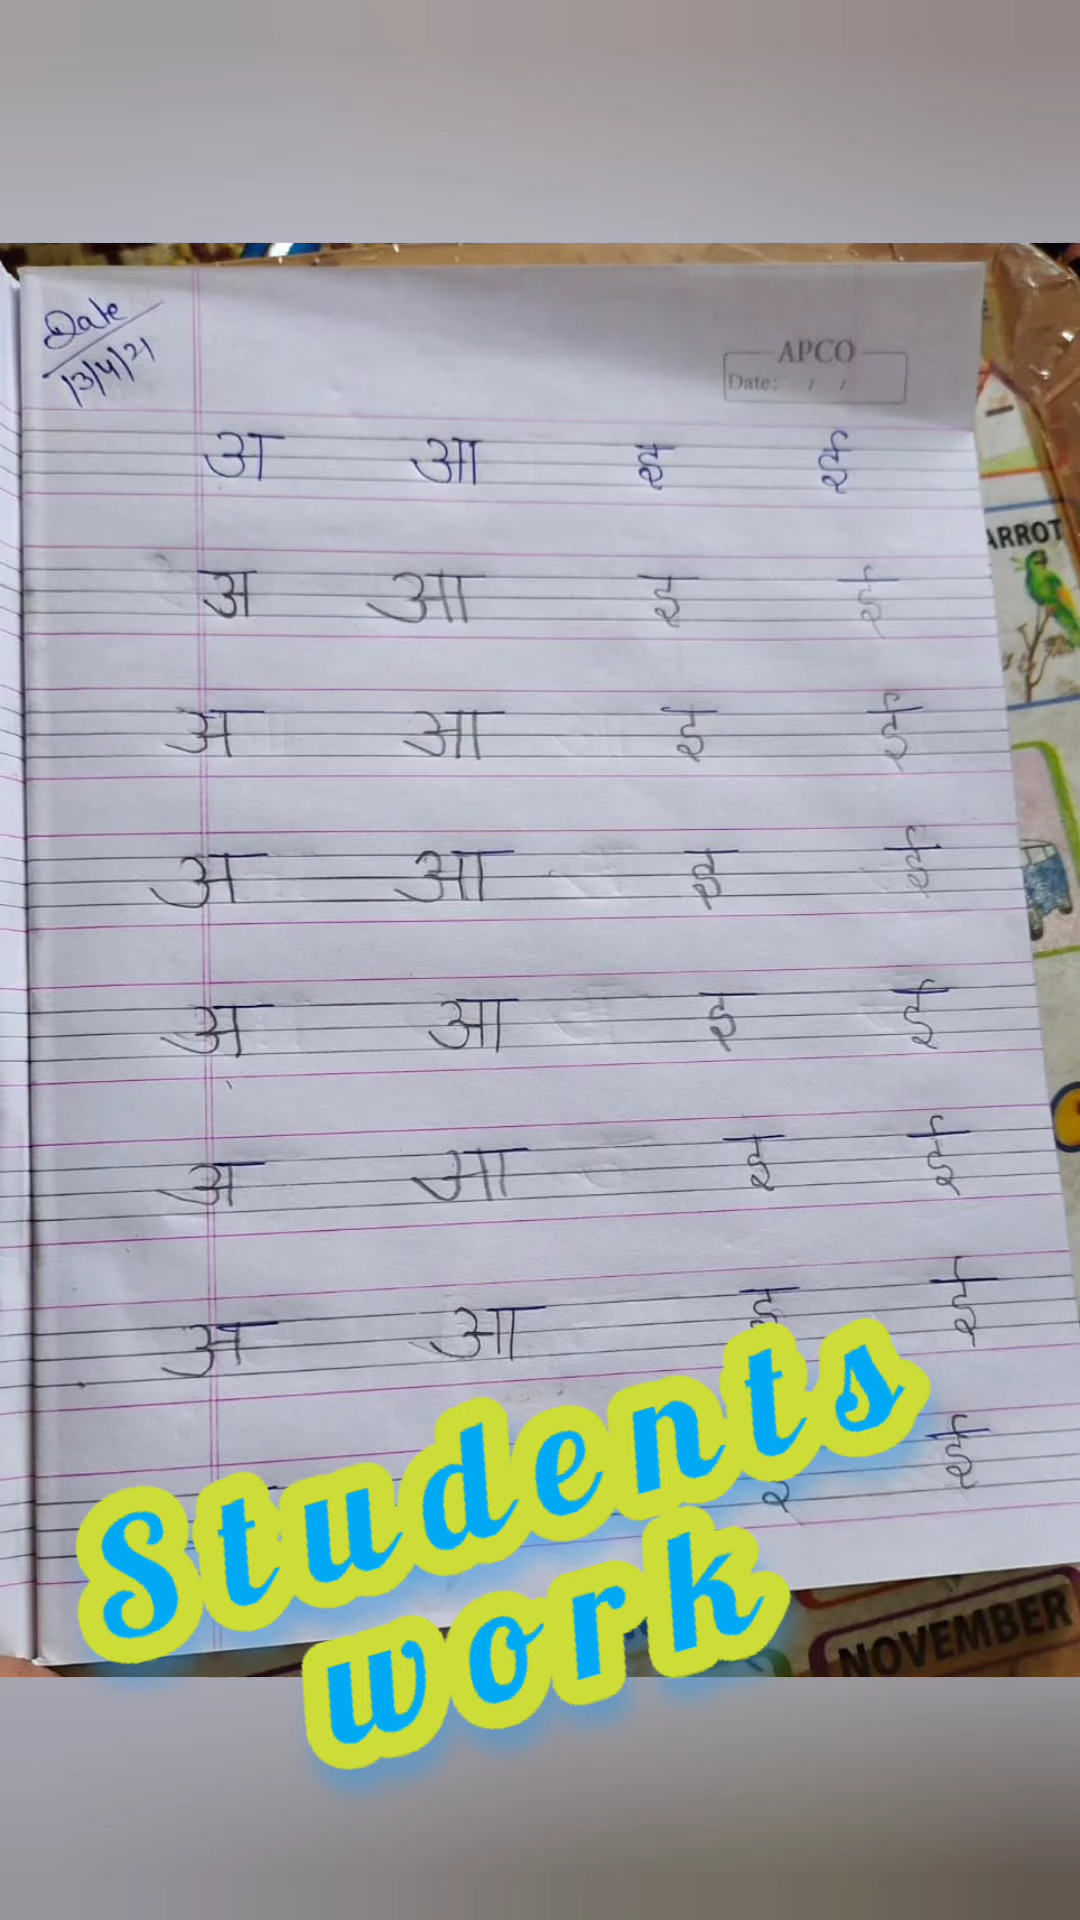 Date
13/4/21
APCO
Date: / /
अ आ इ ई
अ आ इ ई
ARROT
अ आ इ ई
अ आ इ ई
अ आ इ ई
अ आ इ ई
अ आ इ ई
ई
Students
work
NOVEMBER